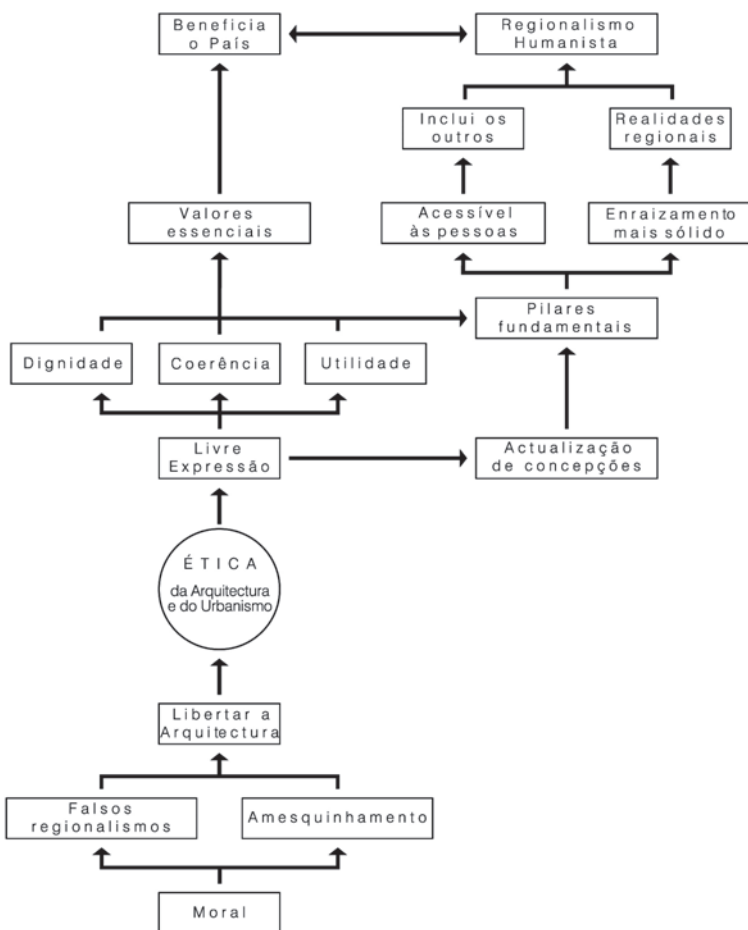 Beneficia
o País
Regionalismo
Humanista
Inclui os
outros
Realidades
regionais
Valores
essenciais
Acessível
às pessoas
Enraizamento
mais sólido
Pilares
fundamentais
Dignidade
Coerência
Utilidade
Livre
Expressão
Actualização
de concepções
ÉTICA
da Arquitectura
e do Urbanismo
Libertar a
Arquitectura
Falsos
regionalismos
Amesquinhamento
Moral